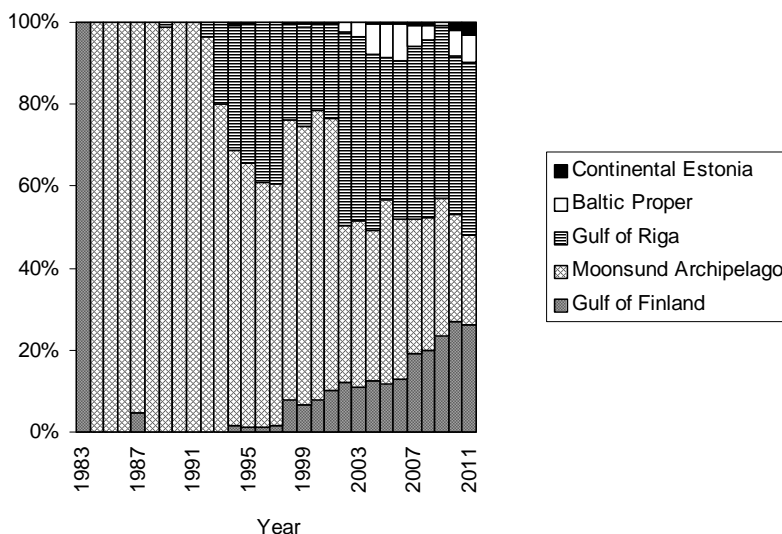 100%
80%
60%
40%
20%
0%
1983
1987
1991
1995
1999
2003
2007
2011
Year
Continental Estonia
Baltic Proper
Gulf of Riga
Moonsund Archipelago
Gulf of Finland